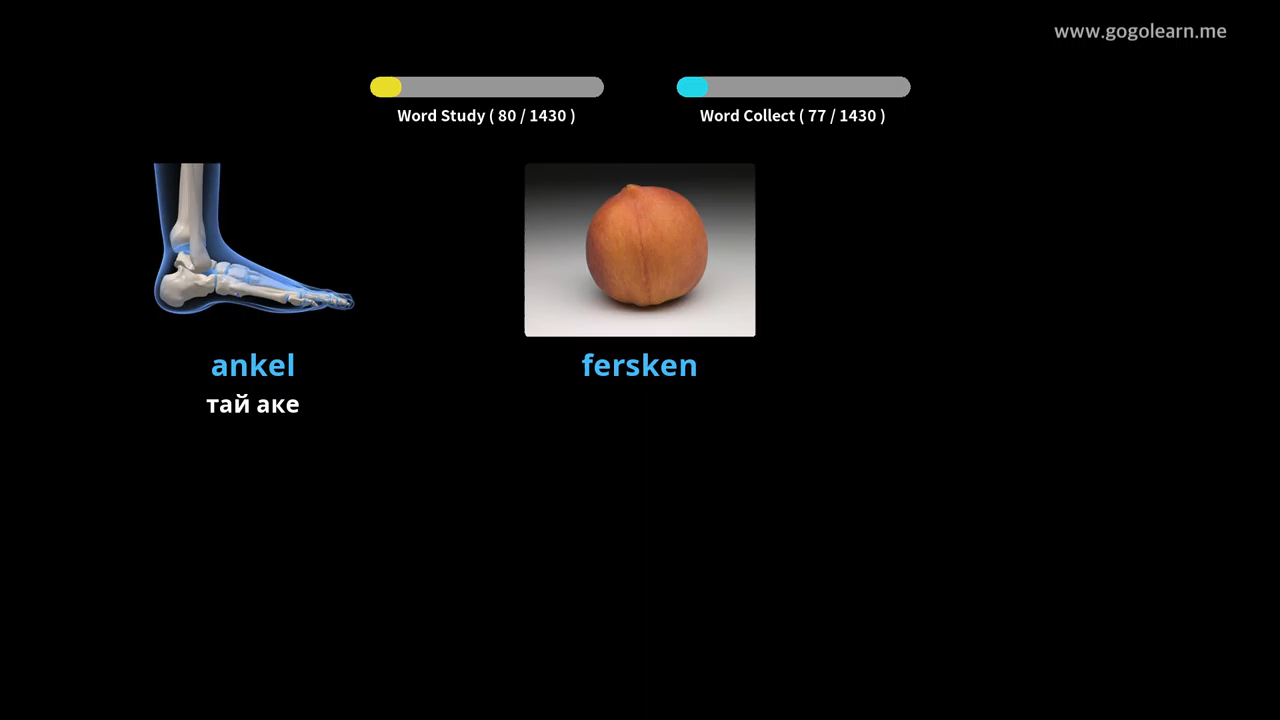 www.gogolearn.me
Word Study ( 80 / 1430 )
Word Collect ( 77 / 1430 )
ankel
тай аке
fersken